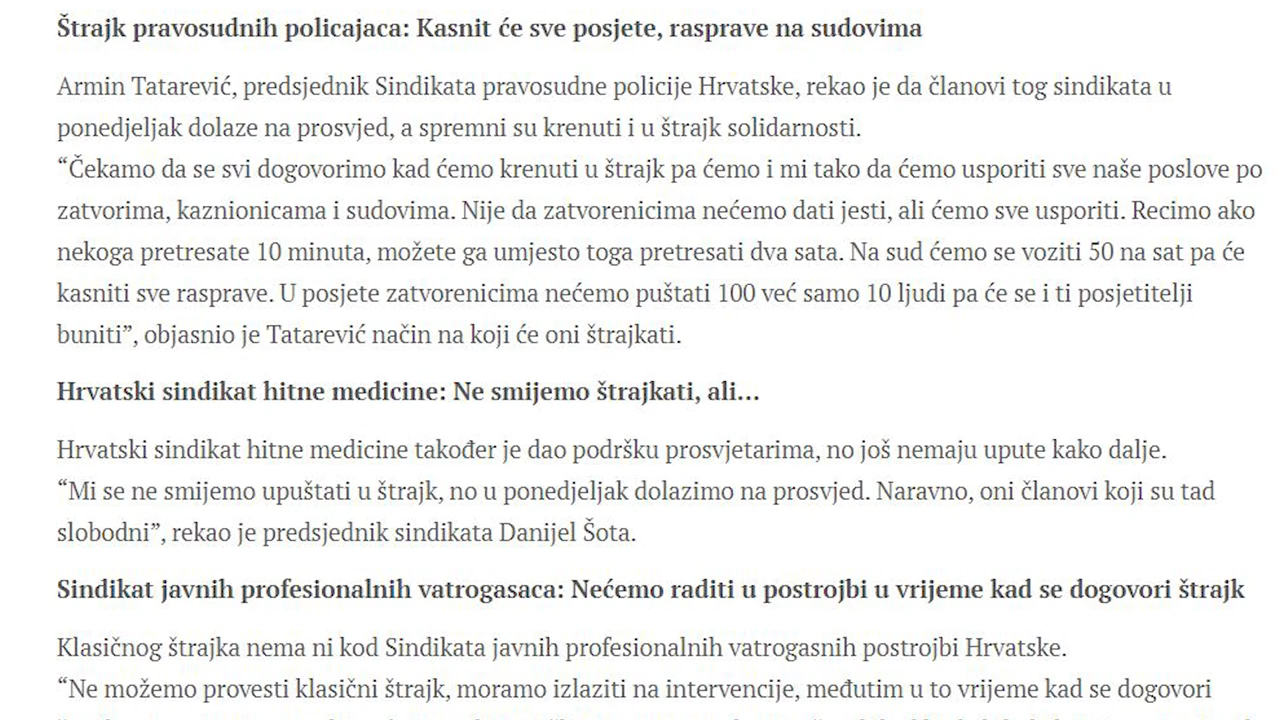 Štrajk pravosudnih policajaca: Kasnit će sve posjete, rasprave na sudovima
Armin Tatarević, predsjednik Sindikata pravosudne policije Hrvatske, rekao je da članovi tog sindikata u
ponedjeljak dolaze na prosvjed, a spremni su krenuti i u štrajk solidarnosti.
“Čekamo da se svi dogovorimo kad ćemo krenuti u štrajk pa ćemo i mi tako da ćemo usporiti sve naše poslove po
zatvorima, kaznionicama i sudovima. Nije da zatvorenicima nećemo dati jesti, ali ćemo sve usporiti. Recimo ako
nekoga pretresate 10 minuta, možete ga umjesto toga pretresati dva sata. Na sud ćemo se voziti 50 na sat pa će
kasniti sve rasprave. U posjete zatvorenicima nećemo puštati 100 već samo 10 ljudi pa će se i ti posjetitelji
buniti”, objasnio je Tatarević način na koji će oni štrajkati.
Hrvatski sindikat hitne medicine: Ne smijemo štrajkati, ali…
Hrvatski sindikat hitne medicine također je dao podršku prosvjetarima, no još nemaju upute kako dalje.
“Mi se ne smijemo upuštati u štrajk, no u ponedjeljak dolazimo na prosvjed. Naravno, oni članovi koji su tad
slobodni”, rekao je predsjednik sindikata Danijel Šota.
Sindikat javnih profesionalnih vatrogasaca: Nećemo raditi u postrojbi u vrijeme kad se dogovori štrajk
Klasičnog štrajka nema ni kod Sindikata javnih profesionalnih vatrogasnih postrojbi Hrvatske.
“Ne možemo provesti klasični štrajk, moramo izlaziti na intervencije, međutim u to vrijeme kad se dogovori